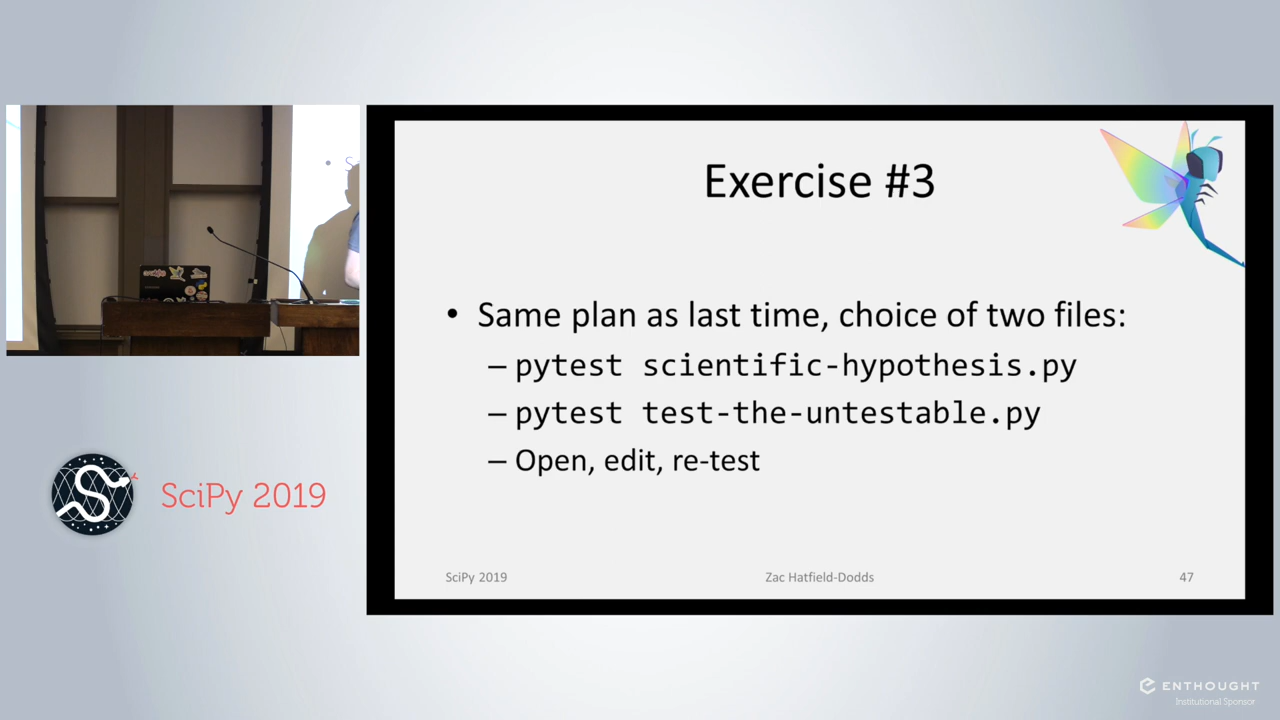 Exercise #3
• Same plan as last time, choice of two files:
– pytest scientific-hypothesis.py
– pytest test-the-untestable.py
– Open, edit, re-test
SciPy 2019
Zac Hatfield-Dodds
47
SciPy 2019
ENTHOUGHT
Institutional Sponsor